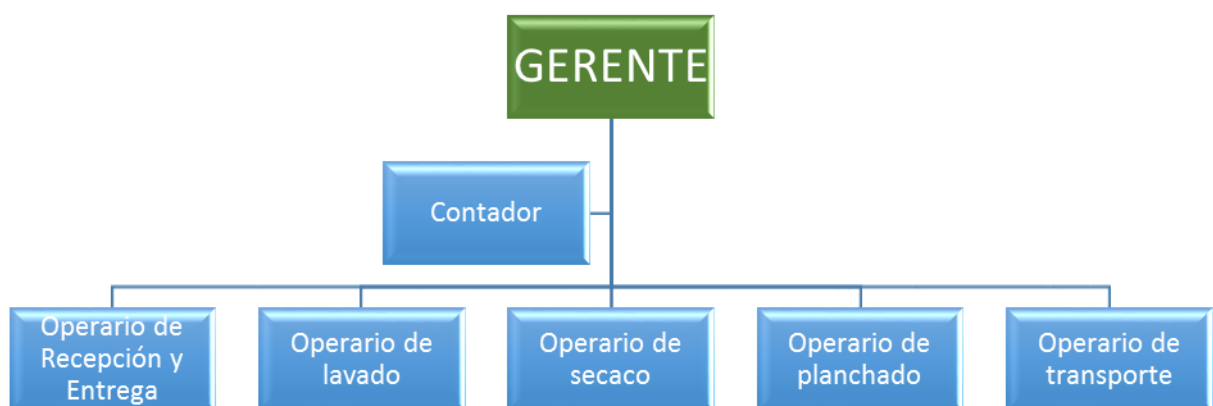 GERENTE
Contador
Operario de
Recepción y
Entrega
Operario de
lavado
Operario de
secaco
Operario de
planchado
Operario de
transporte